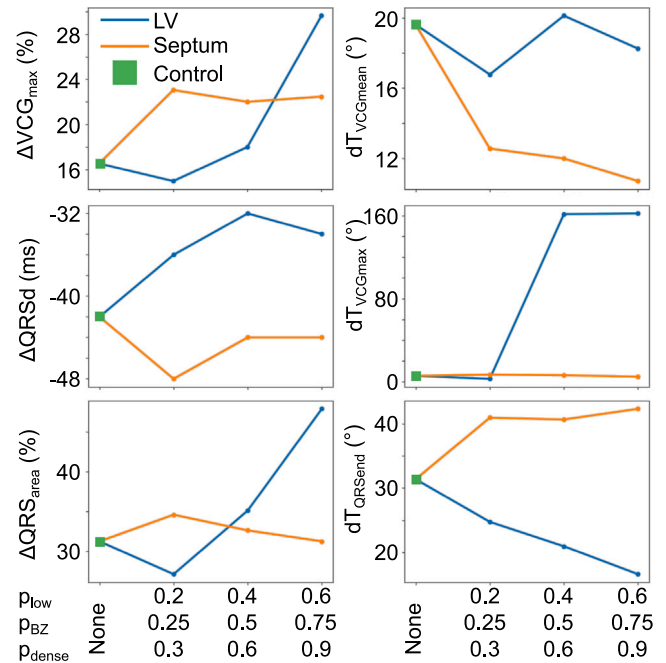 ΔVCGmax (%)
28
24
20
16
LV
Septum
Control
dTVCGmean (°)
20
16
12
ΔQRSd (ms)
-32
-40
-48
dTVCGmax (°)
160
80
0
ΔQRSarea (%)
40
30
dTQRSend (°)
40
30
20
plow
pBZ
pdense
None
0.2 0.4 0.6
0.25 0.5 0.75
0.3 0.6 0.9
None
0.2 0.4 0.6
0.25 0.5 0.75
0.3 0.6 0.9